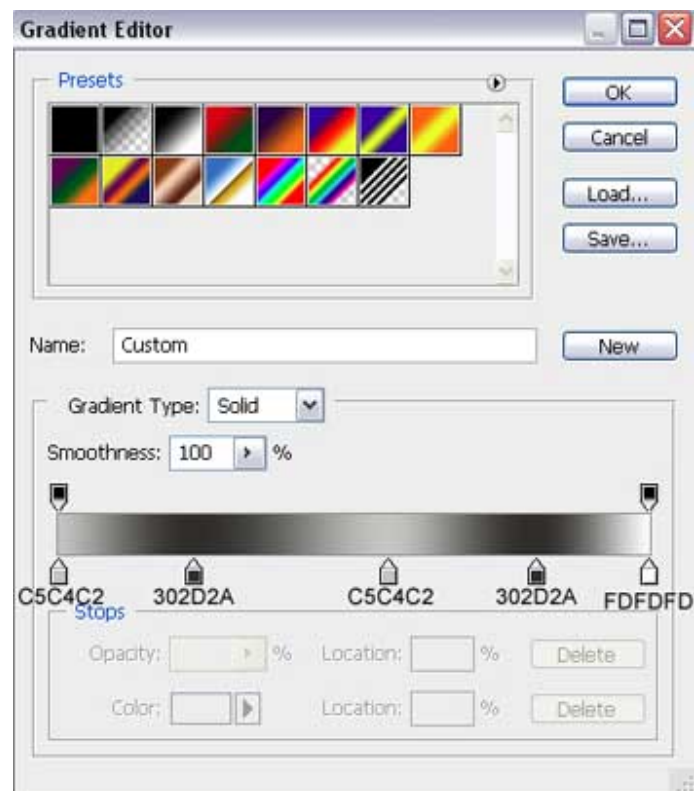 Gradient Editor
Presets
OK
Cancel
Load...
Save...
Name: Custom New
Gradient Type: Solid
Smoothness: 100 %
C5C4C2 302D2A C5C4C2 302D2A FDFDFD
Stops
Opacity: % Location: % Delete
Color: Location: % Delete